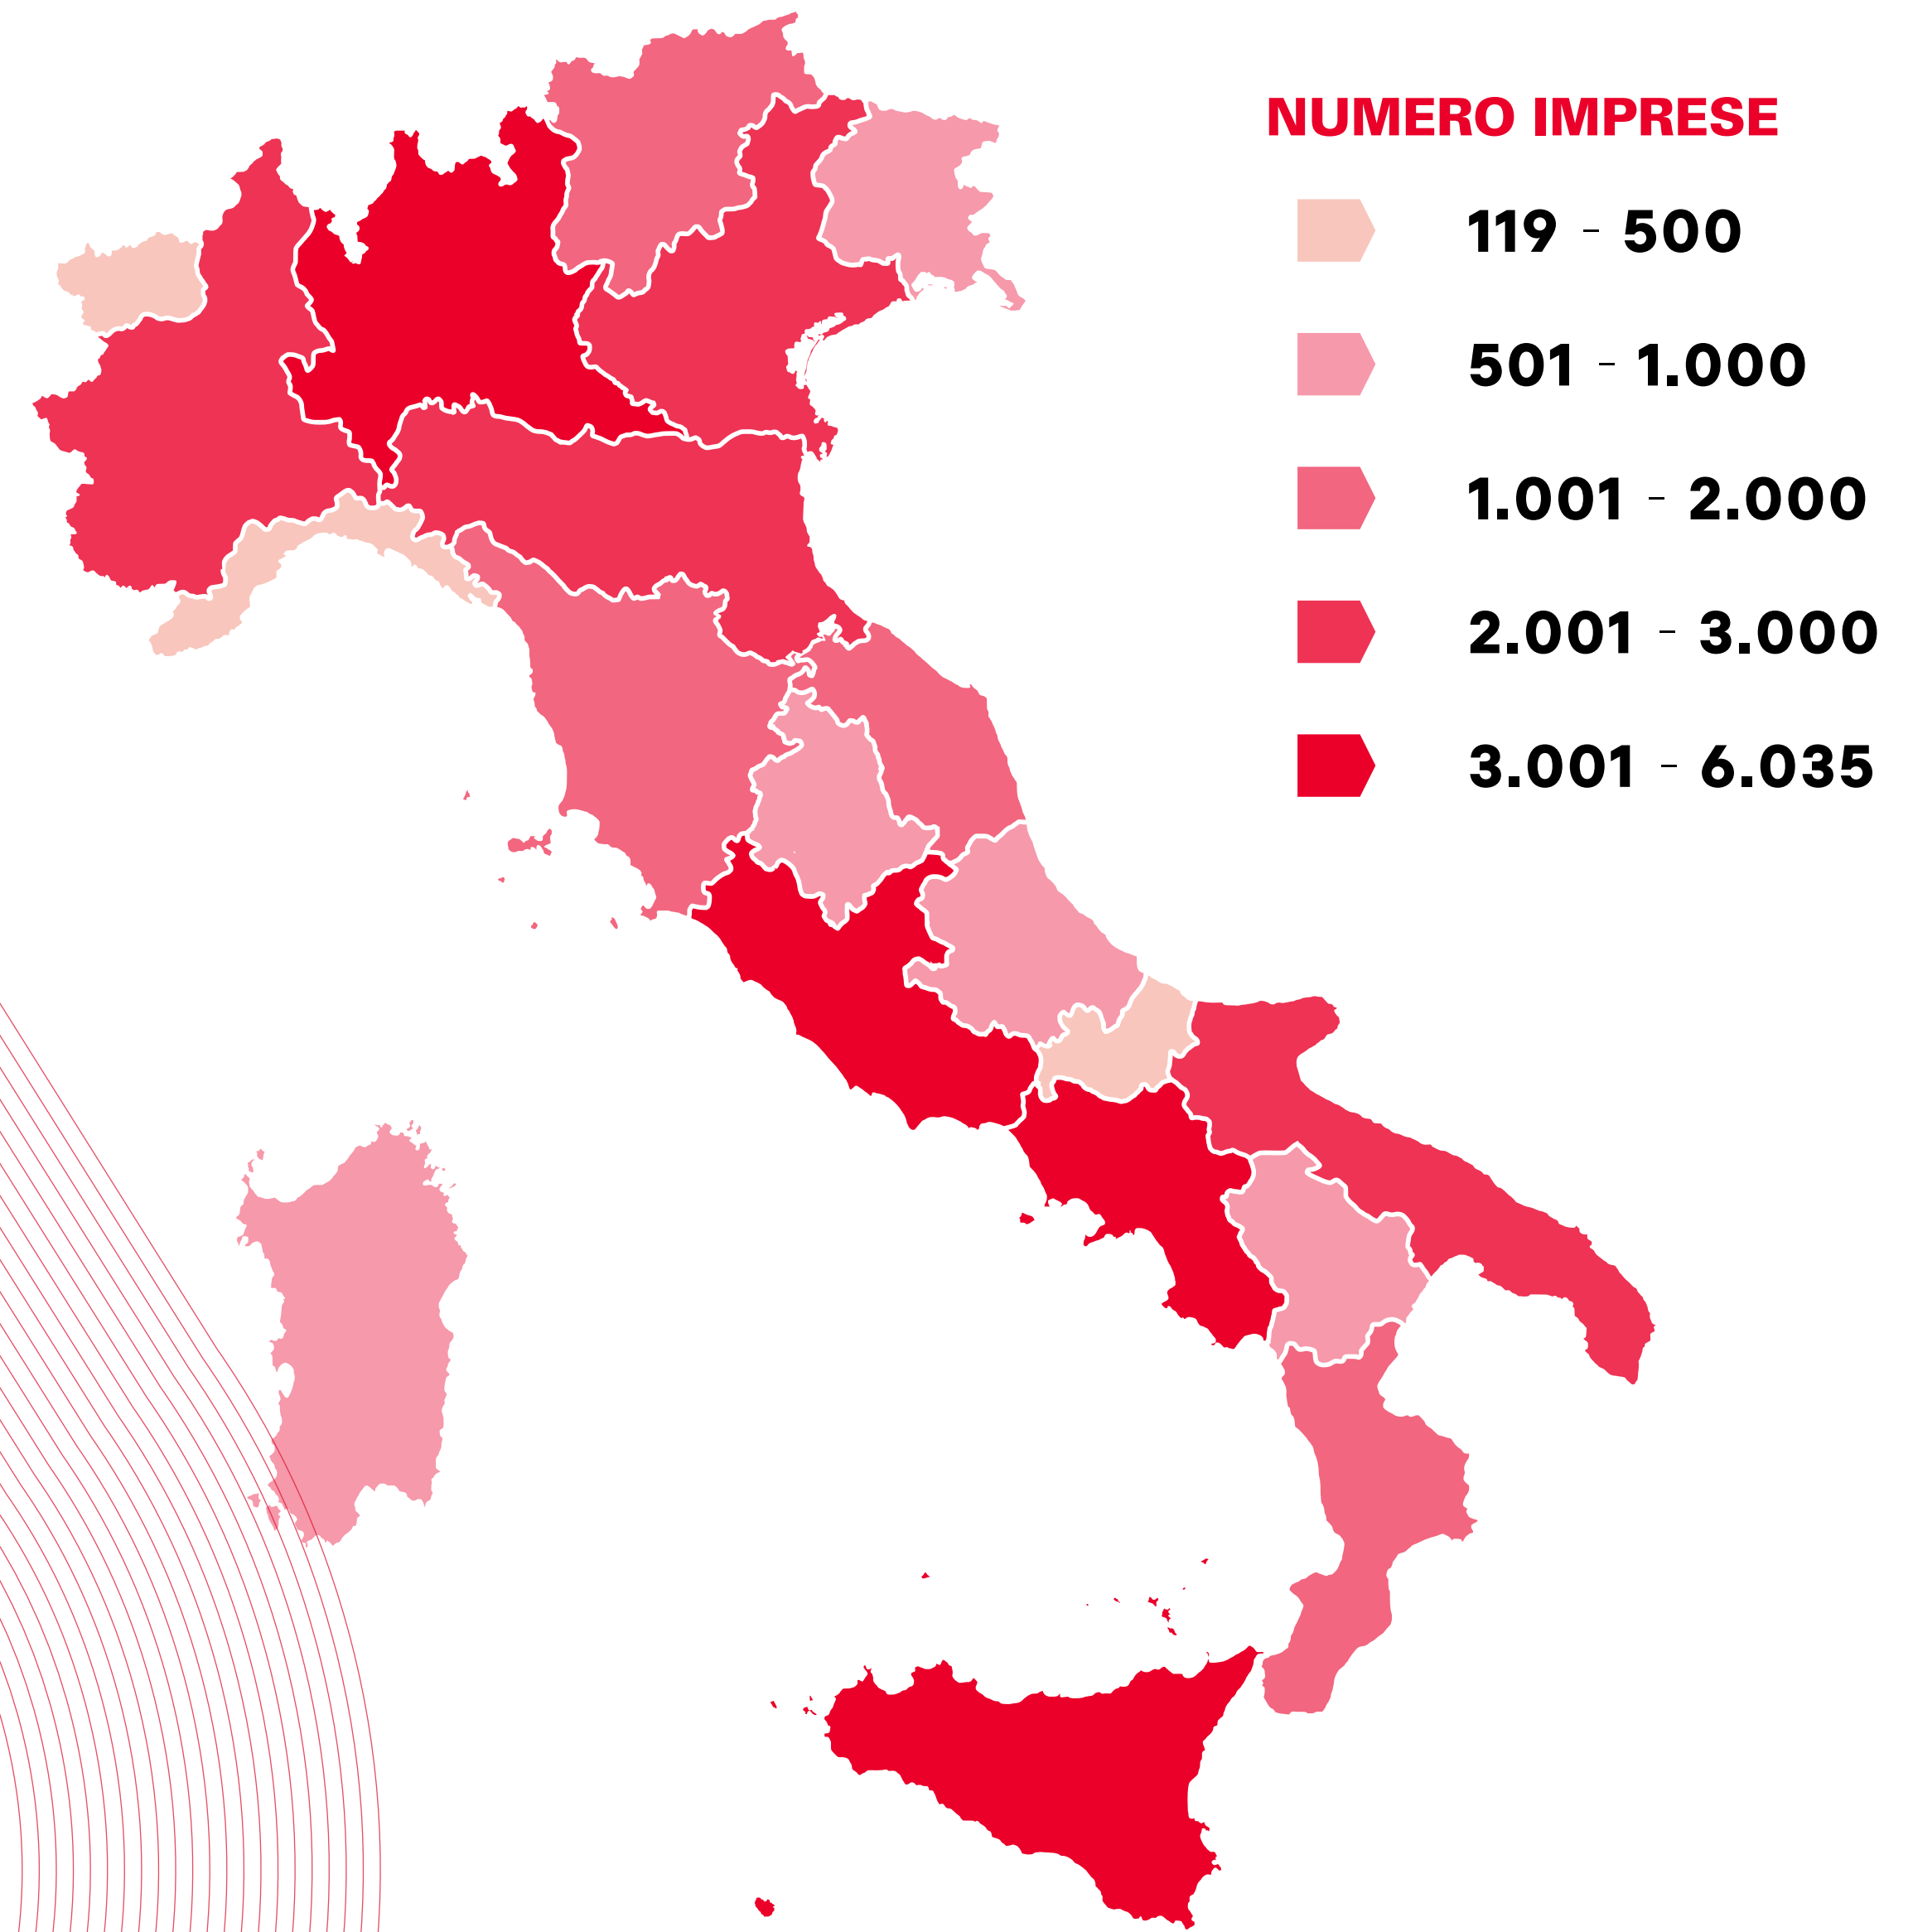 NUMERO IMPRESE
119 – 500
501 – 1.000
1.001 – 2.000
2.001 – 3.000
3.001 – 6.035